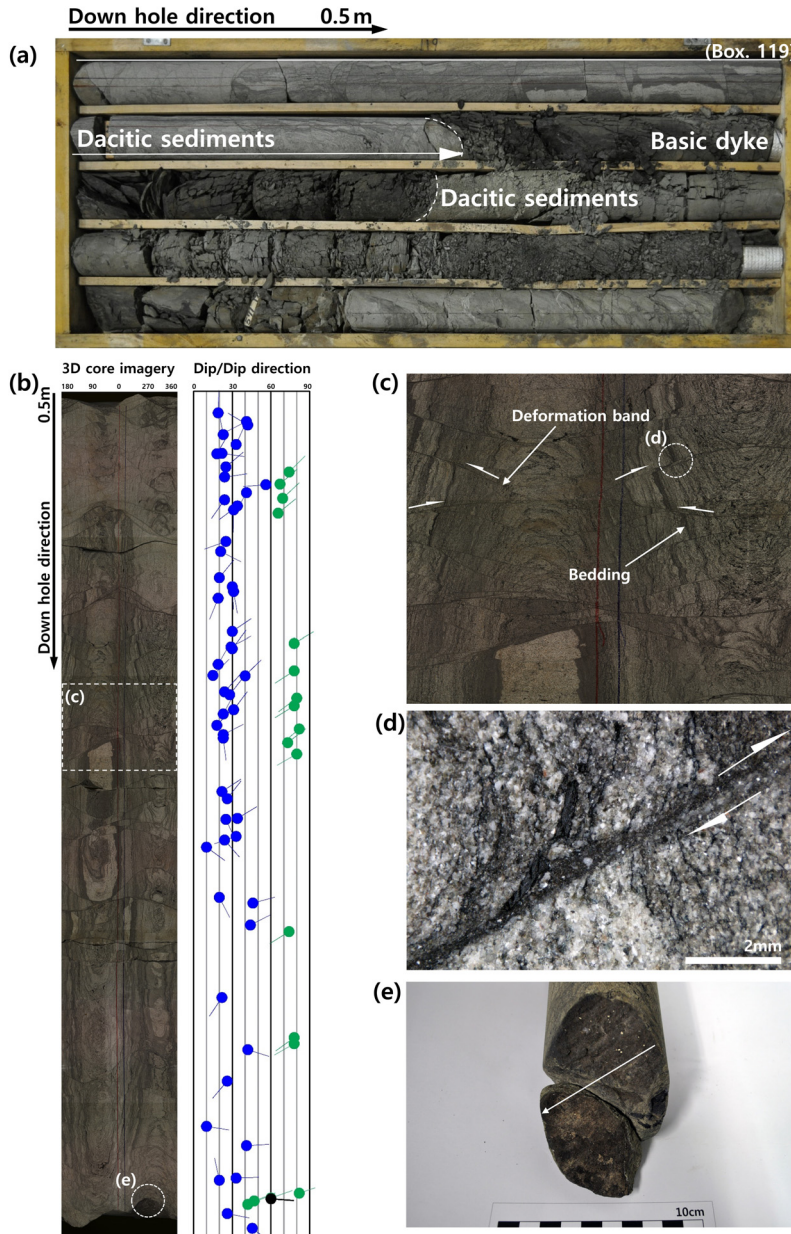 Down hole direction 0.5m
(a)
(Box. 119)
Dacitic sediments
Basic dyke
Dacitic sediments
(b)
3D core imagery
Dip/Dip direction
180 90 0 270 360
0 30 60 90
0.5m
Down hole direction
(c)
(e)
(c)
Deformation band
(d)
Bedding
(d)
2mm
(e)
10cm